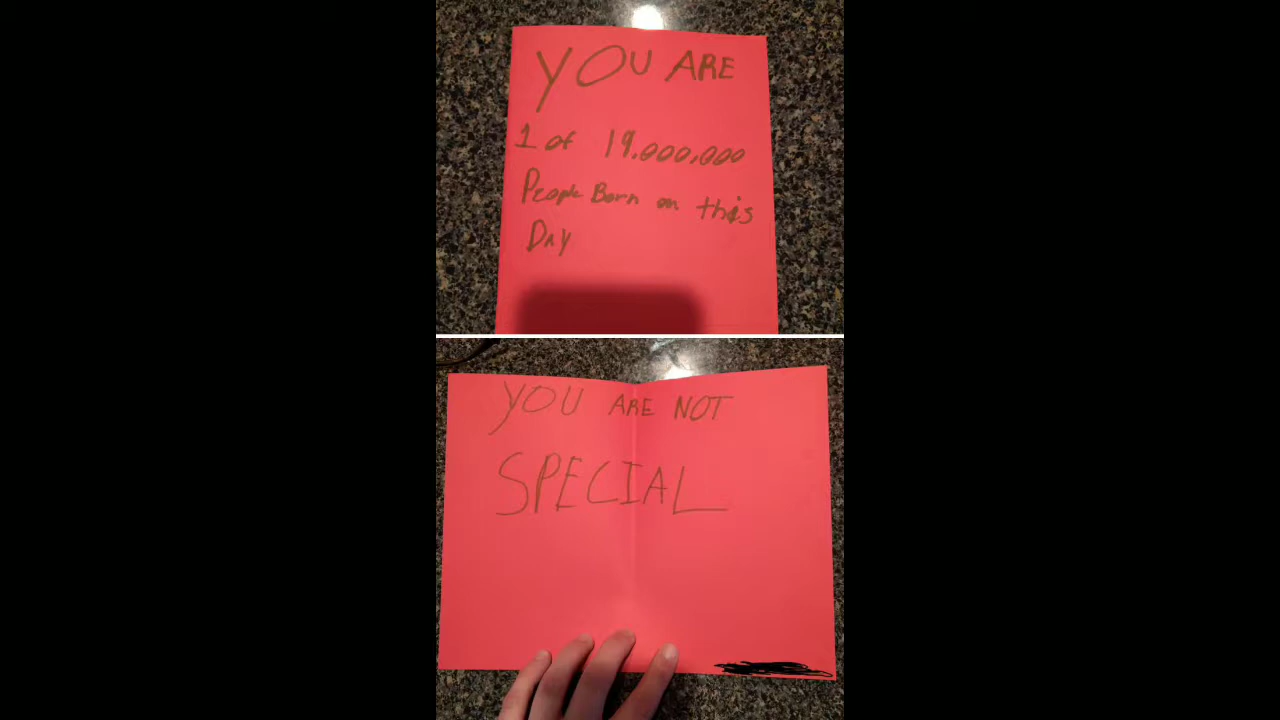 YOU ARE
1 of 19.000.000
People Born on this
Day
YOU ARE NOT
SPECIAL